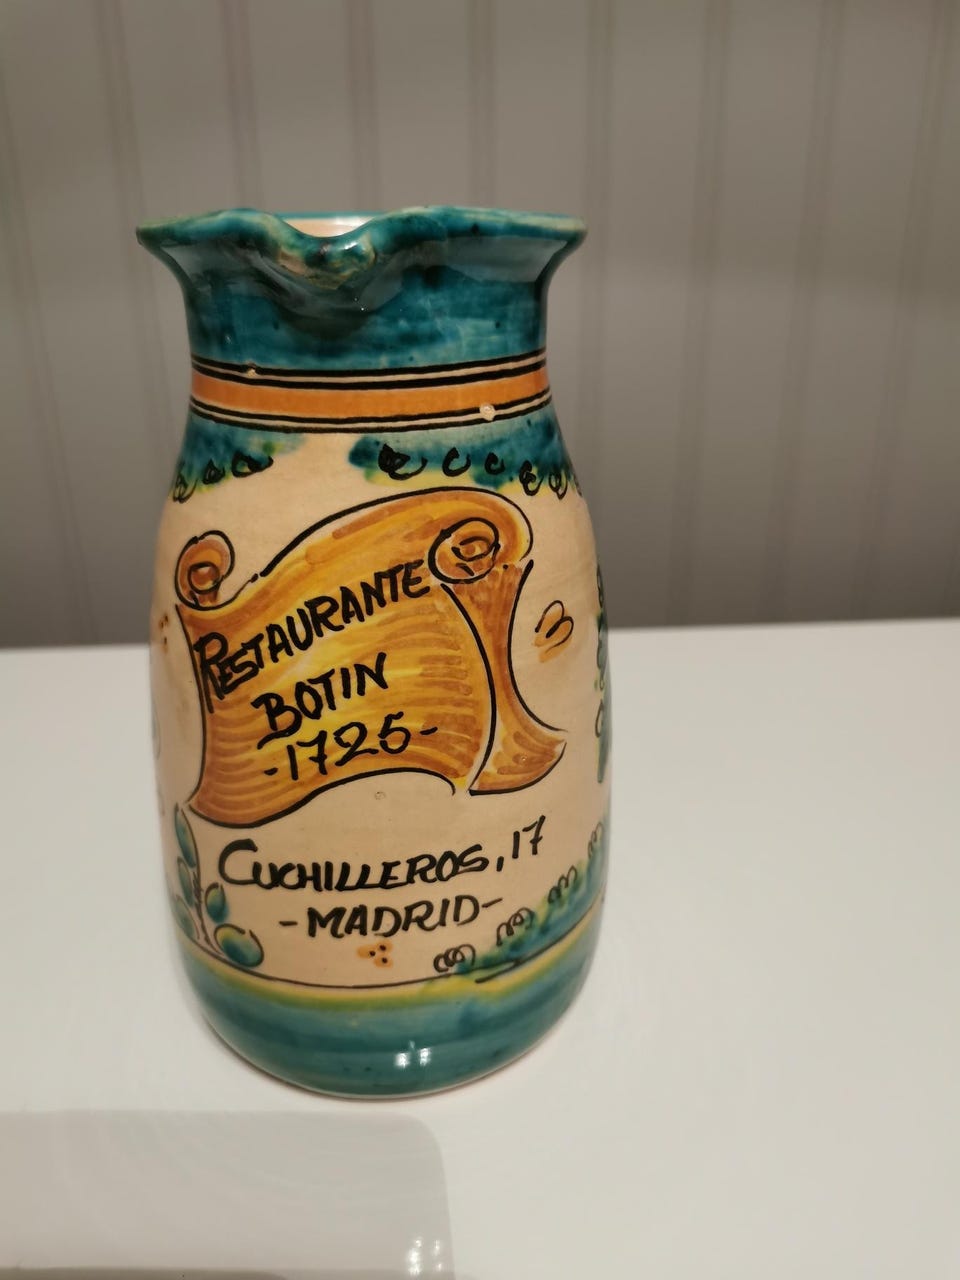 RESTAURANTE
BOTIN
-1725-
CUCHILLEROS, 17
-MADRID-